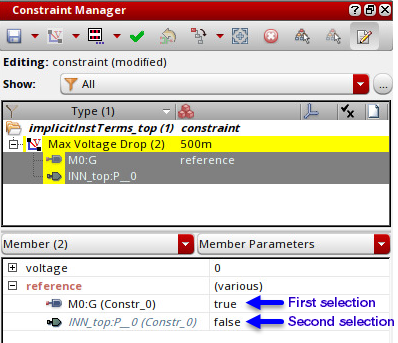 Constraint Manager
Editing: constraint (modified)
Show: All ...
Type (1)
implicitInstTerms_top (1) constraint
Max Voltage Drop (2) 500m
M0:G reference
INN_top:P__0
Member (2) Member Parameters
voltage 0
reference (various)
M0:G (Constr_0) true First selection
INN_top:P__0 (Constr_0) false Second selection